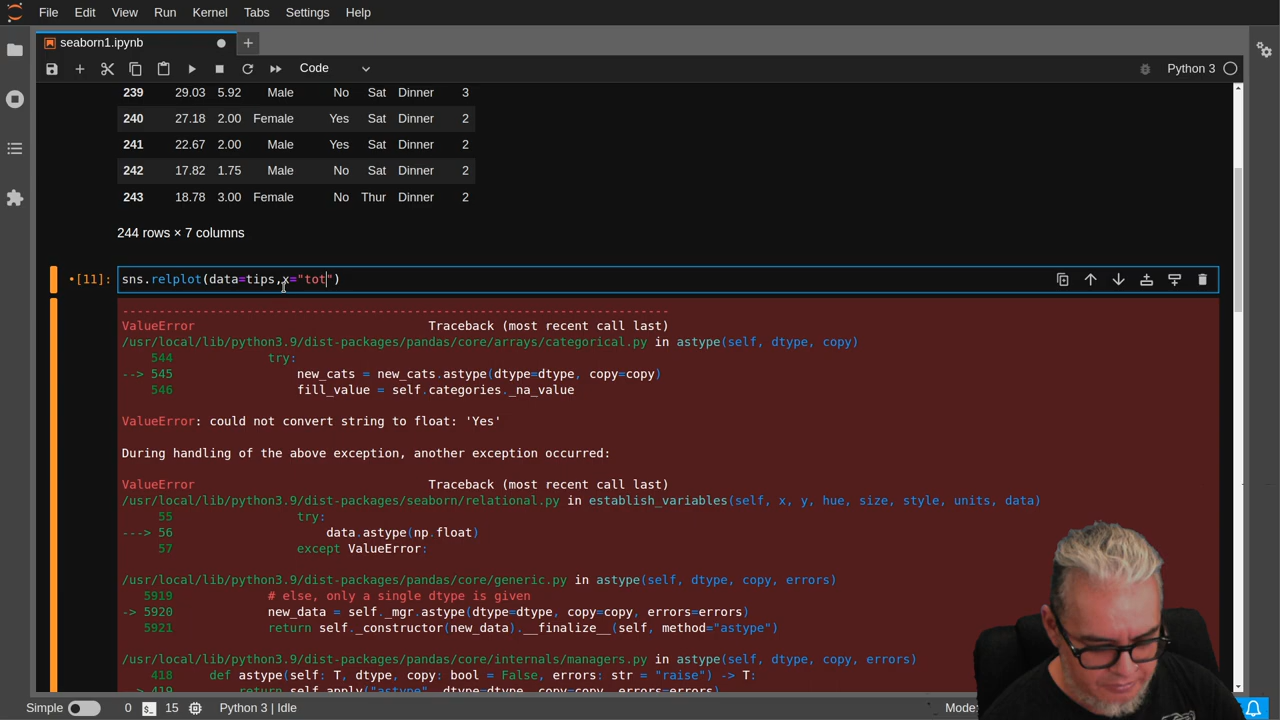 File Edit View Run Kernel Tabs Settings Help
seaborn1.ipynb
Code Python 3
239 29.03 5.92 Male No Sat Dinner 3
240 27.18 2.00 Female Yes Sat Dinner 2
241 22.67 2.00 Male Yes Sat Dinner 2
242 17.82 1.75 Male No Sat Dinner 2
243 18.78 3.00 Female No Thur Dinner 2
244 rows × 7 columns
[11]: sns.relplot(data=tips,x="tot")
---------------------------------------------------------------------------
ValueError Traceback (most recent call last)
/usr/local/lib/python3.9/dist-packages/pandas/core/arrays/categorical.py in astype(self, dtype, copy)
544 try:
--> 545 new_cats = new_cats.astype(dtype=dtype, copy=copy)
546 fill_value = self.categories._na_value
ValueError: could not convert string to float: 'Yes'
During handling of the above exception, another exception occurred:
ValueError Traceback (most recent call last)
/usr/local/lib/python3.9/dist-packages/seaborn/relational.py in establish_variables(self, x, y, hue, size, style, units, data)
55 try:
---> 56 data.astype(np.float)
57 except ValueError:
/usr/local/lib/python3.9/dist-packages/pandas/core/generic.py in astype(self, dtype, copy, errors)
5919 # else, only a single dtype is given
-> 5920 new_data = self._mgr.astype(dtype=dtype, copy=copy, errors=errors)
5921 return self._constructor(new_data).__finalize__(self, method="astype")
/usr/local/lib/python3.9/dist-packages/pandas/core/internals/managers.py in astype(self, dtype, copy, errors)
418 def astype(self: T, dtype, copy: bool = False, errors: str = "raise") -> T:
--> 419 return self.apply("astype", dtype=dtype, copy=copy, errors=errors)
Simple 0 $_ 15 Python 3 | Idle Mode: